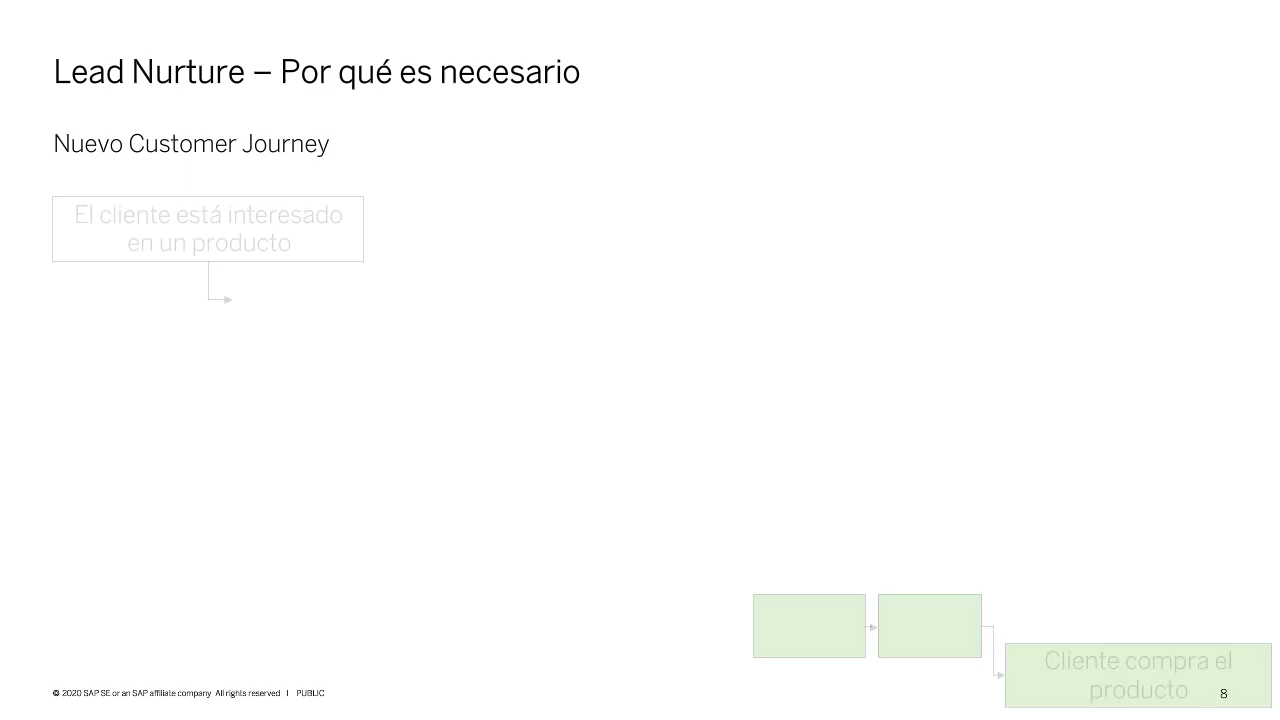 Lead Nurture – Por qué es necesario
Nuevo Customer Journey
El cliente está interesado
en un producto
Cliente compra el
producto
© 2020 SAP SE or an SAP affiliate company. All rights reserved. ǀ PUBLIC
8